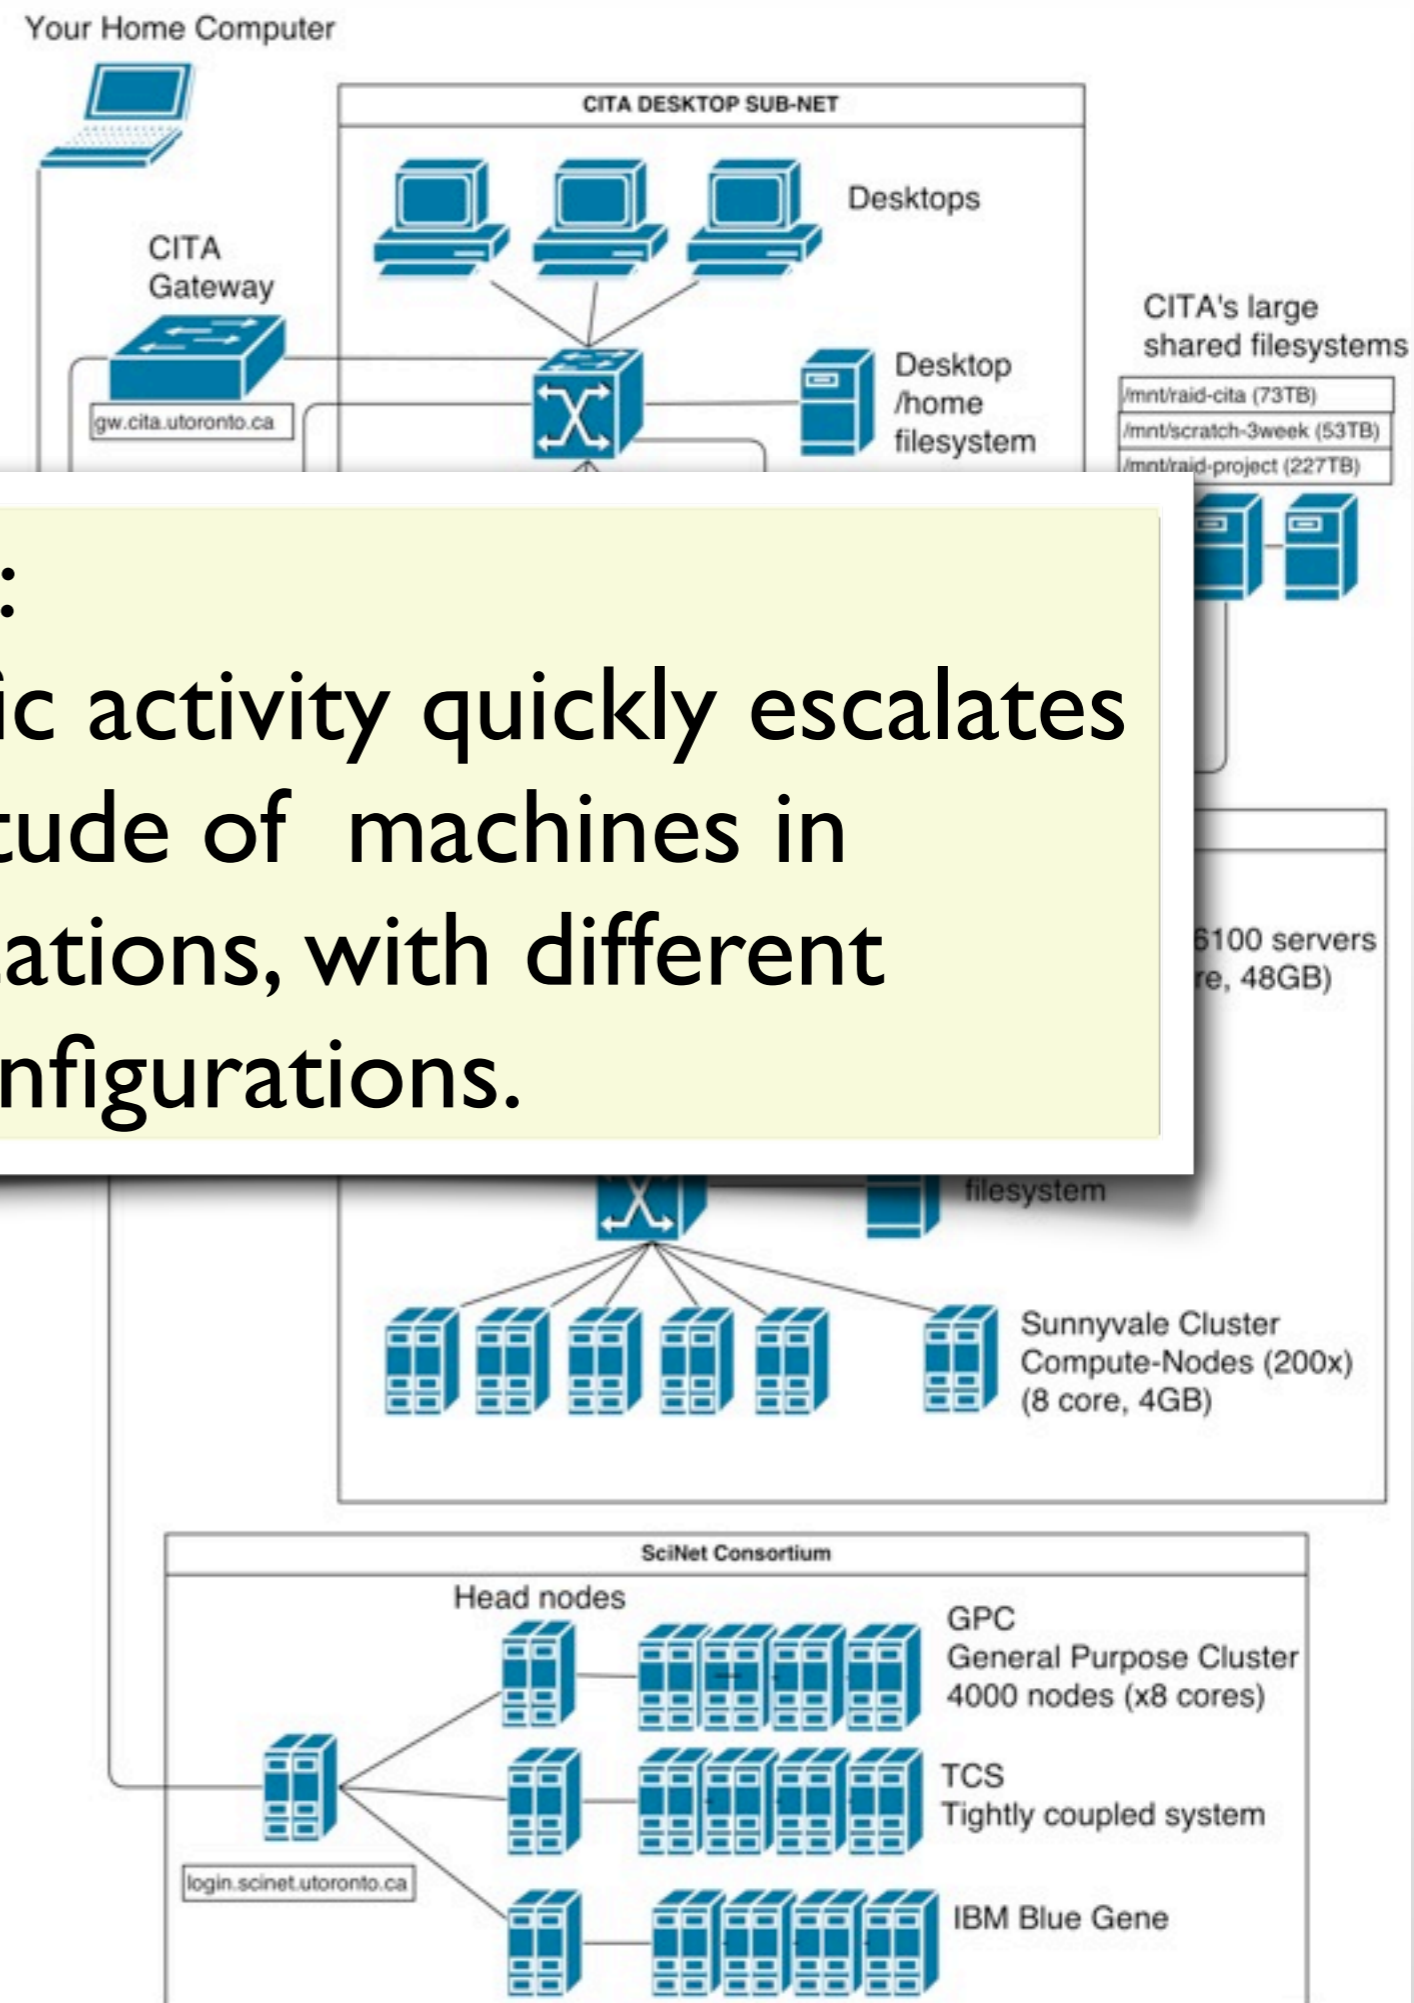 Your Home Computer
CITA DESKTOP SUB-NET
Desktops
CITA
Gateway
gw.cita.utoronto.ca
Desktop
/home
filesystem
CITA's large
shared filesystems
/mnt/raid-cita (73TB)
/mnt/scratch-3week (53TB)
/mnt/raid-project (227TB)
:
ic activity quickly escalates
tude of machines in
ations, with different
nfigurations.
6100 servers
re, 48GB)
filesystem
Sunnyvale Cluster
Compute-Nodes (200x)
(8 core, 4GB)
SciNet Consortium
Head nodes
GPC
General Purpose Cluster
4000 nodes (x8 cores)
TCS
Tightly coupled system
login.scinet.utoronto.ca
IBM Blue Gene